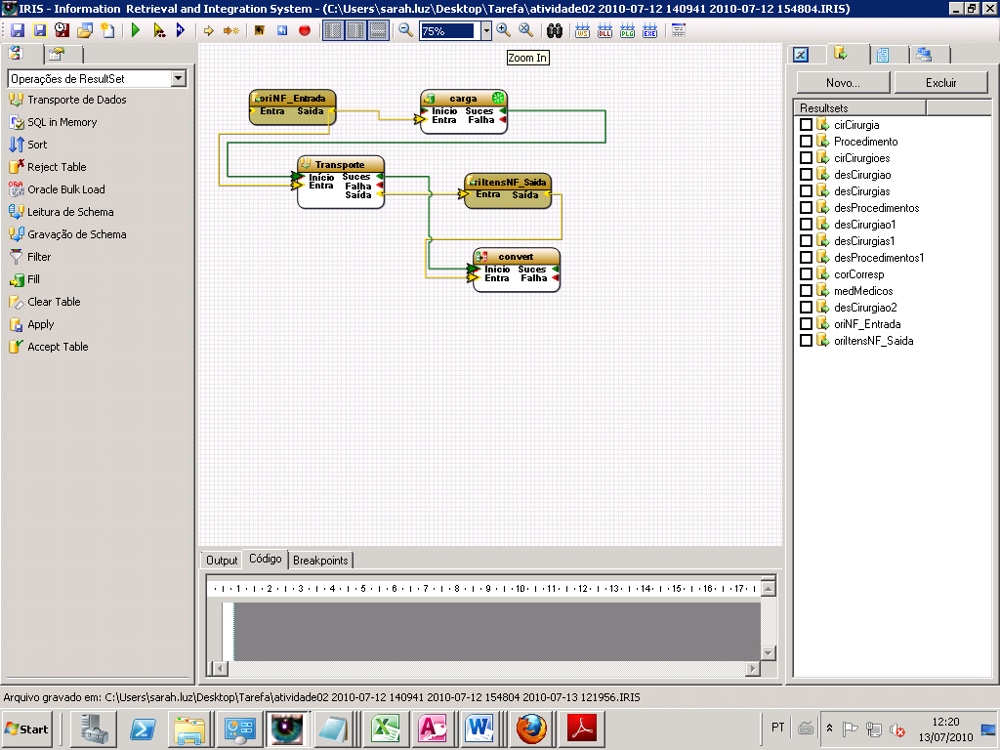 IRIS - Information Retrieval and Integration System - (C:\Users\sarah.luz\Desktop\Tarefa\atividade02 2010-07-12 140941 2010-07-12 154804.IRIS)
75%
WS DLL PLG EXE
Zoom In
Operações de ResultSet
Transporte de Dados
SQL in Memory
Sort
Reject Table
Oracle Bulk Load
Leitura de Schema
Gravação de Schema
Filter
Fill
Clear Table
Apply
Accept Table
oriNF_Entrada
Entra Saída
carga
Início Suces
Entra Falha
Transporte
Início Suces
Entra Falha
Saída
oriItensNF_Saida
Entra Saída
convert
Início Suces
Entra Falha
Novo...
Excluir
Resultsets
cirCirurgia
Procedimento
cirCirurgioes
desCirurgiao
desCirurgias
desProcedimentos
desCirurgiao1
desCirurgias1
desProcedimentos1
corCorresp
medMedicos
desCirurgiao2
oriNF_Entrada
oriItensNF_Saida
Output Código Breakpoints
1 2 3 4 5 6 7 8 9 10 11 12 13 14 15 16 17
Arquivo gravado em: C:\Users\sarah.luz\Desktop\Tarefa\atividade02 2010-07-12 140941 2010-07-12 154804 2010-07-13 121956.IRIS
Start
PT
12:20
13/07/2010